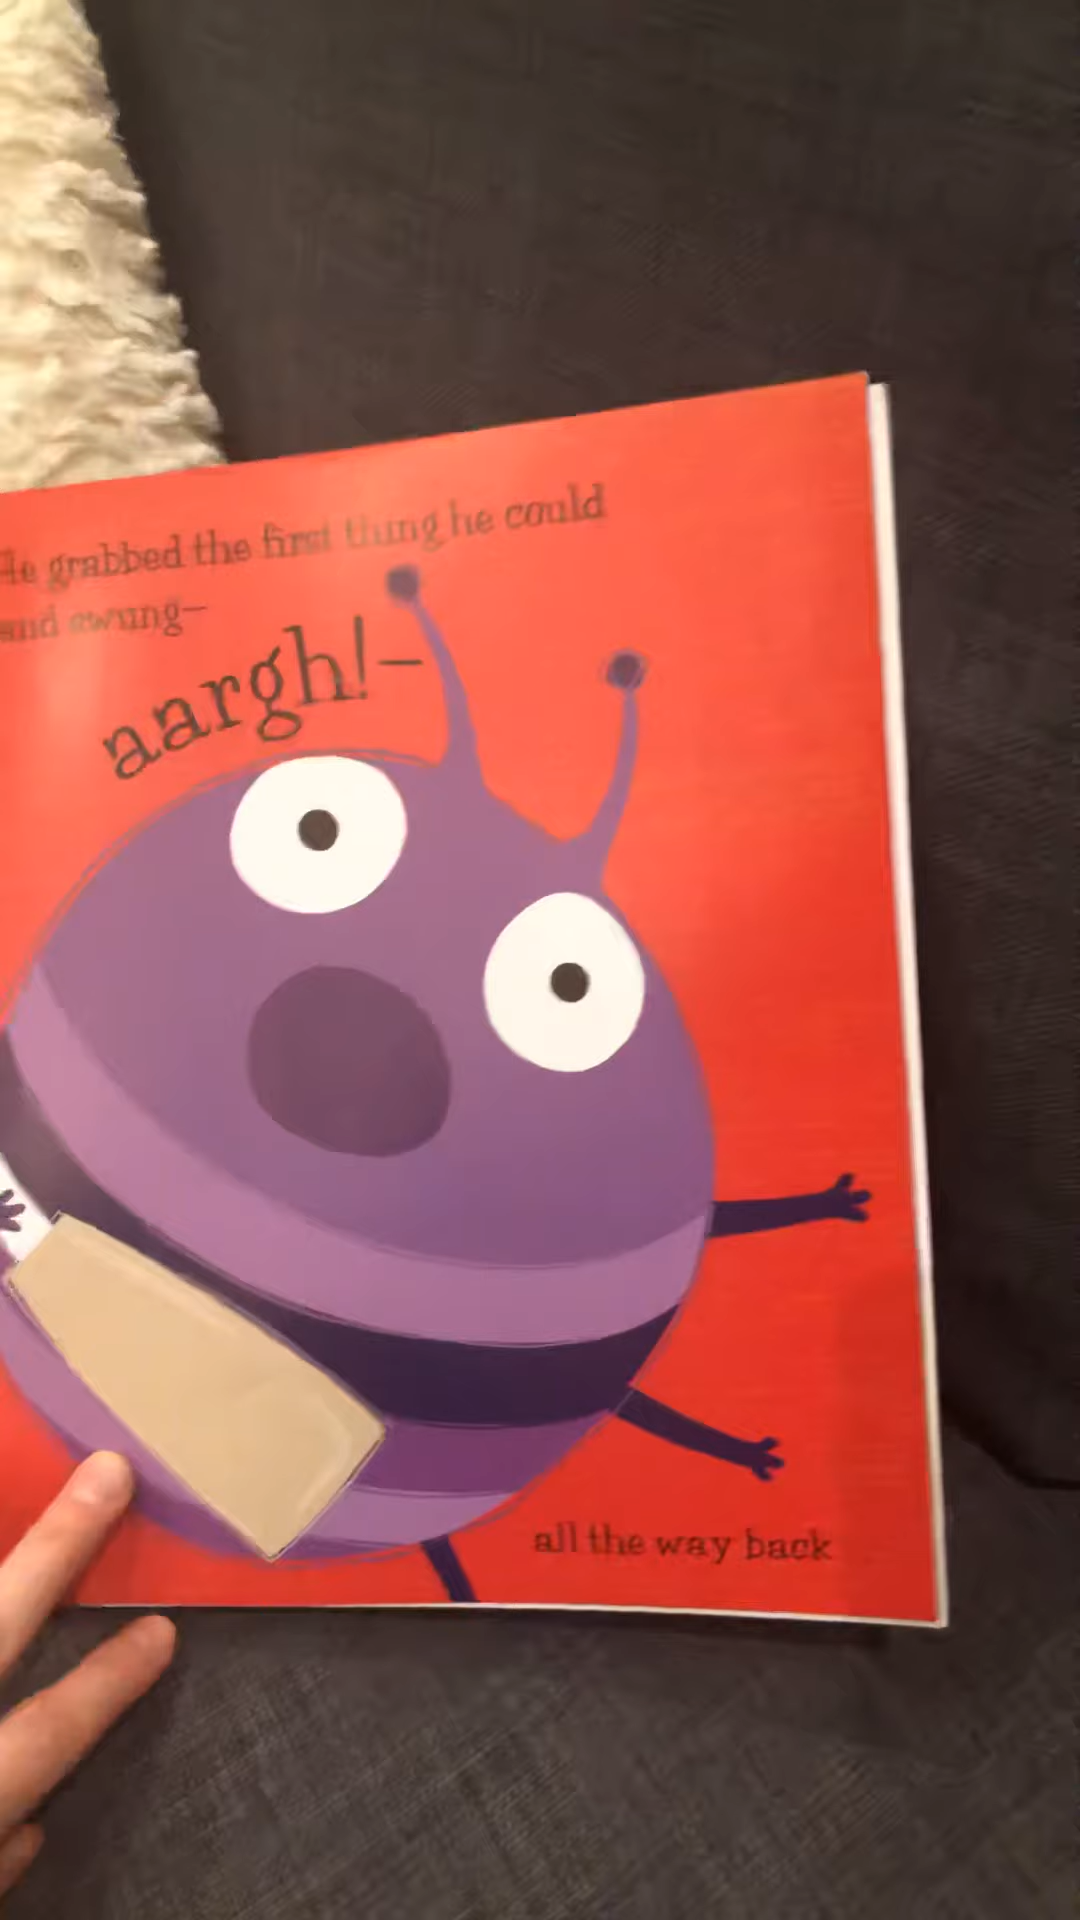 He grabbed the first thing he could
and swung—
aargh!—
all the way back